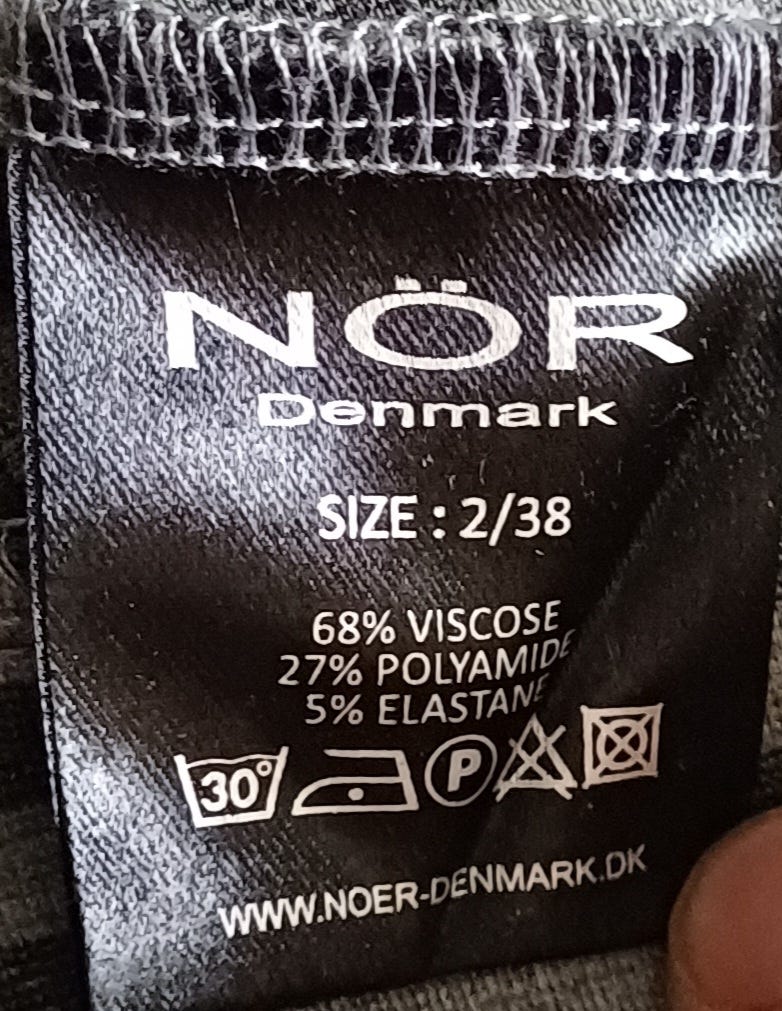 NÖR
Denmark
SIZE : 2/38
68% VISCOSE
27% POLYAMIDE
5% ELASTANE
30° P
WWW.NOER-DENMARK.DK